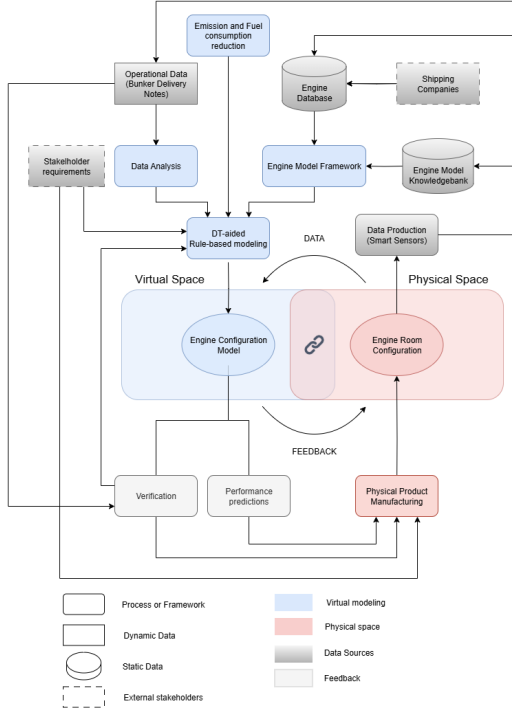 Emission and Fuel
consumption
reduction
Operational Data
(Bunker Delivery
Notes)
Engine
Database
Shipping
Companies
Stakelholder
requirements
Data Analysis
Engine Model Framework
Engine Model
Knowledgebank
DT-aided
Rule-based modeling
DATA
Data Production
(Smart Sensors)
Virtual Space
Physical Space
Engine Configuration
Model
Engine Room
Configuration
FEEDBACK
Verification
Performance
predictions
Physical Product
Manufacturing
Process or Framework
Virtual modeling
Physical space
Dynamic Data
Data Sources
Static Data
Feedback
External stakeholders